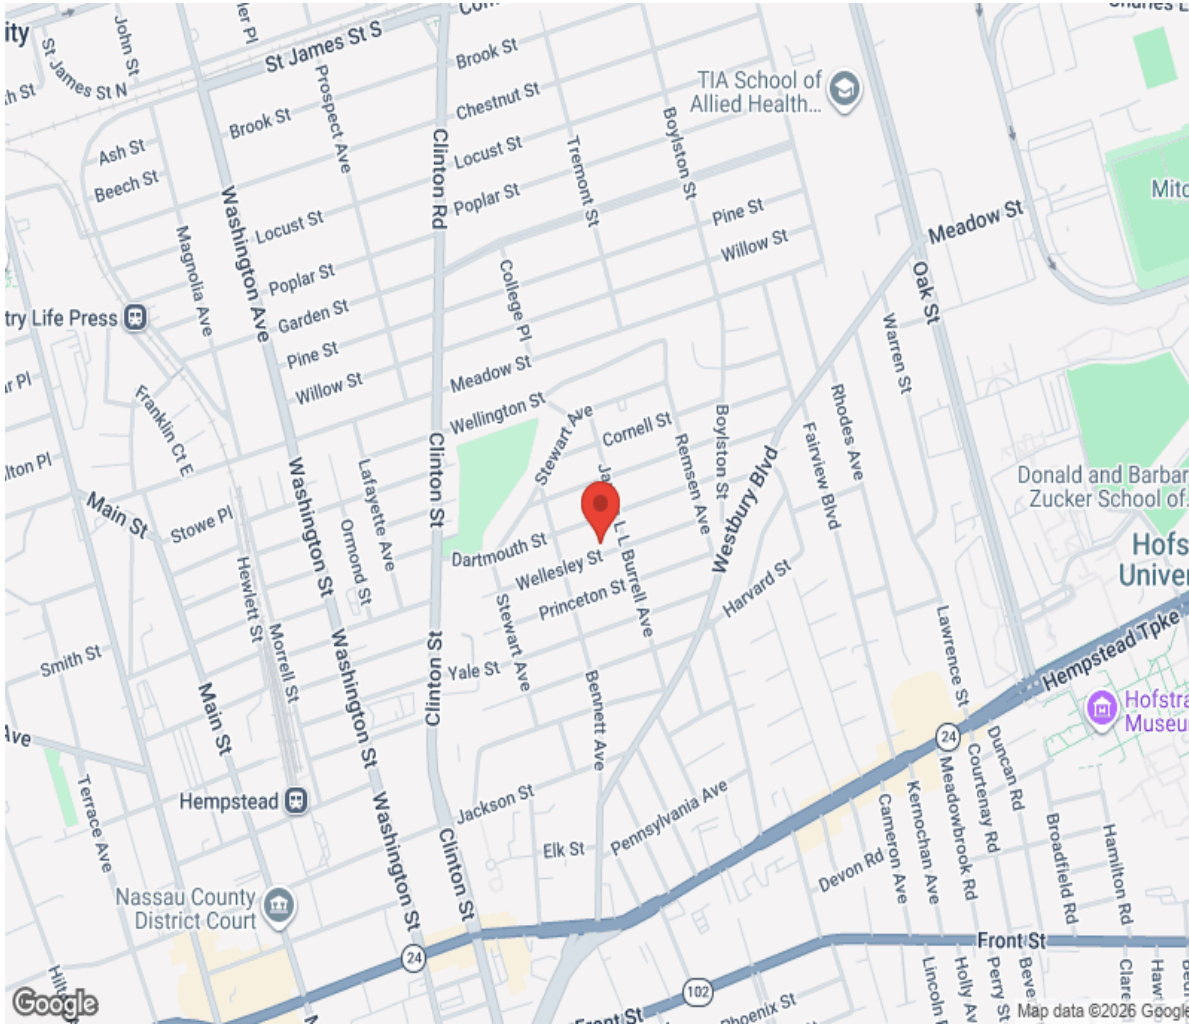 ity
St James St N
John St
St James St S
Brook St
Brook St
Chestnut St
Prospect Ave
Ash St
Beech St
Locust St
Locust St
Tremont St
Boylston St
TIA School of
Allied Health...
Clinton Rd
Washington Ave
Magnolia Ave
Poplar St
Poplar St
Pine St
Willow St
Meadow St
Oak St
Garden St
College Pl
try Life Press
Pine St
Willow St
Meadow St
Wellington St
Warren St
Rhodes Ave
Fairview Blvd
Franklin Ct E
Stewart Ave
Cornell St
Remsen Ave
Boylston St
Westbury Blvd
Donald and Barbar
Zucker School of.
Hofs
Univer
Main St
Stowe Pl
Washington St
Lafayette Ave
Ormond St
Clinton St
Dartmouth St
Wellesley St
Princeton St
L Burrell Ave
Harvard St
Hewlett St
Morrell St
Smith St
Main St
Washington St
Clinton St
Yale St
Stewart Ave
Bennett Ave
Lawrence St
Hempstead Tpke
Hofstra
Museu
24
Duncan Rd
Courtenay Rd
Meadowbrook Rd
Kernochan Ave
Cameron Ave
Broadfield Rd
Hamilton Rd
Terrace Ave
Hempstead
Washington St
Jackson St
Elk St
Pennsylvania Ave
Devon Rd
Clinton St
Nassau County
District Court
24
102
Front St
Front St
Phoenix St
Holly Av
Perry St
Google
Map data ©2026 Google